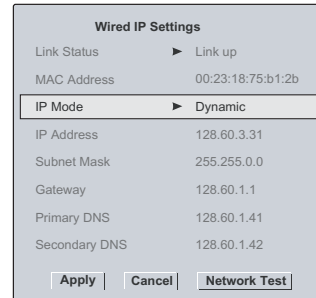 Wired IP Settings
Link Status ► Link up
MAC Address 00:23:18:75:b1:2b
IP Mode ► Dynamic
IP Address 128.60.3.31
Subnet Mask 255.255.0.0
Gateway 128.60.1.1
Primary DNS 128.60.1.41
Secondary DNS 128.60.1.42
Apply Cancel Network Test